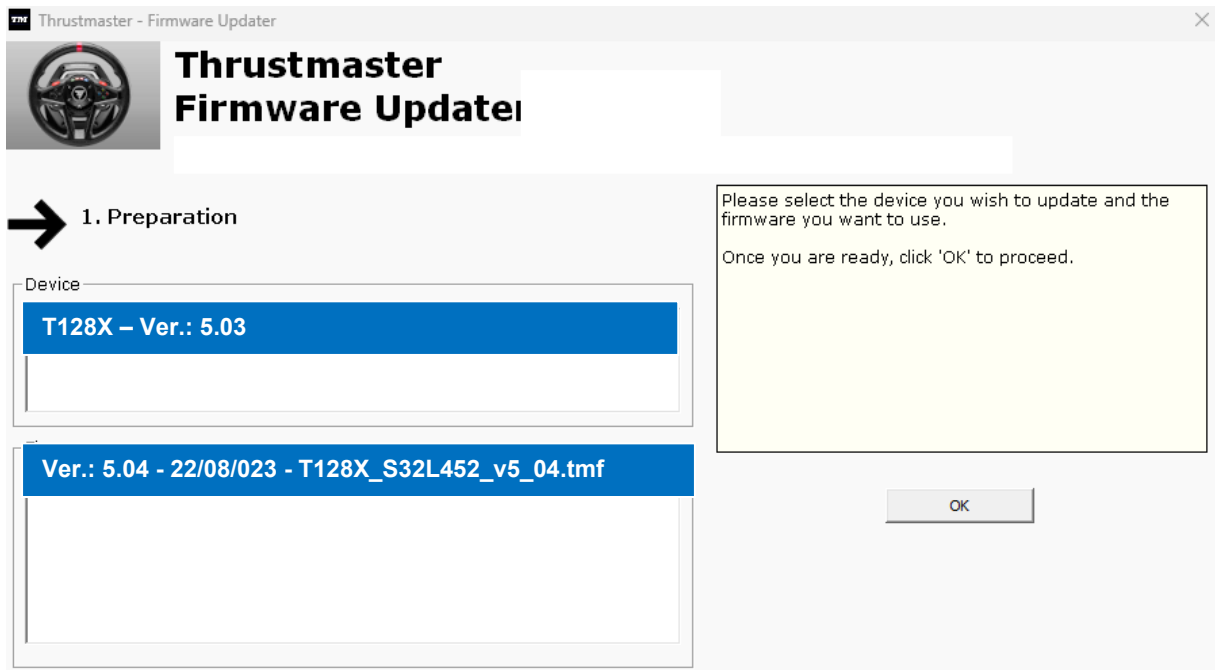 Thrustmaster - Firmware Updater
Thrustmaster
Firmware Updater
1. Preparation
Please select the device you wish to update and the
firmware you want to use.
Once you are ready, click 'OK' to proceed.
Device
T128X – Ver.: 5.03
Ver.: 5.04 - 22/08/023 - T128X_S32L452_v5_04.tmf
OK